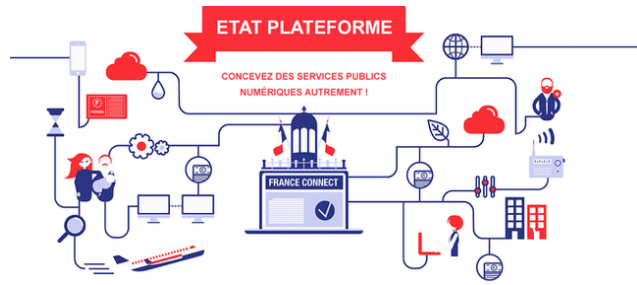 ETAT PLATEFORME
CONCEVEZ DES SERVICES PUBLICS
NUMÉRIQUES AUTREMENT !
FRANCE CONNECT